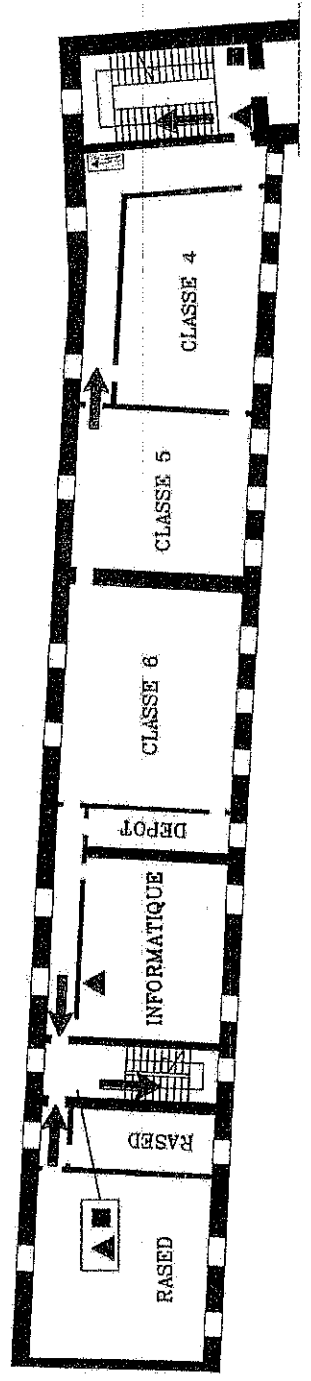 CLASSE 4
CLASSE 5
CLASSE 6
DEPOT
INFORMATIQUE
RASED
RASED